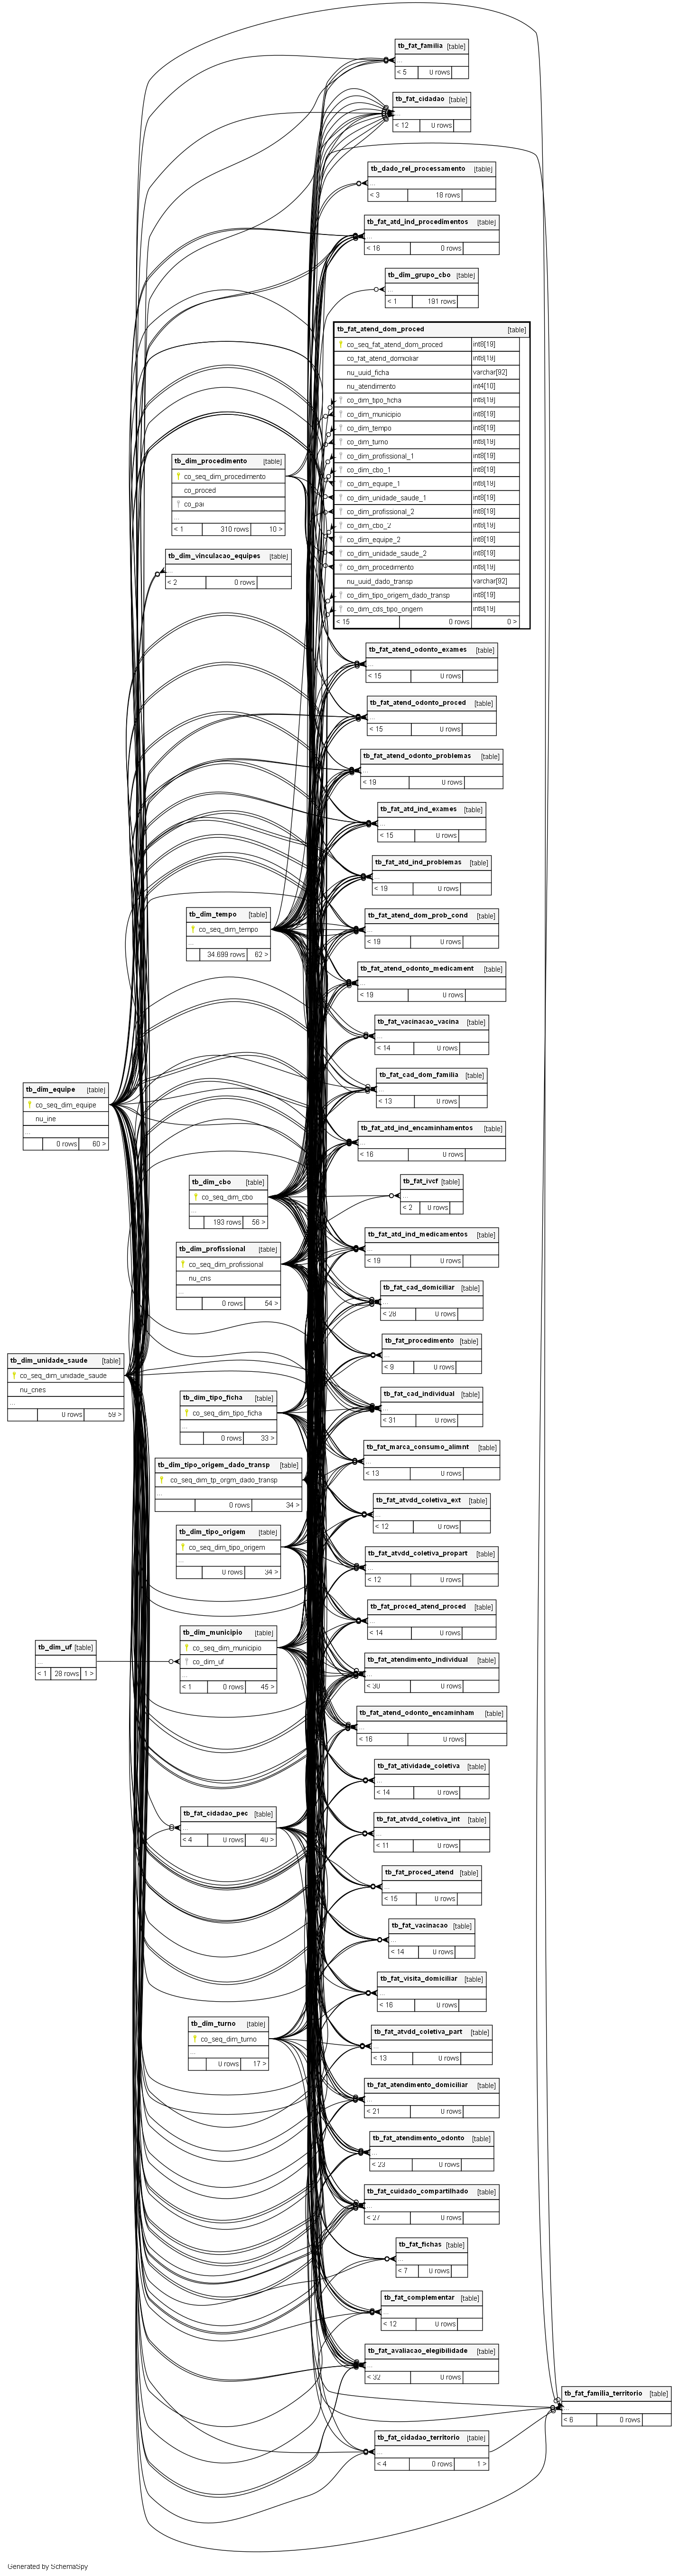 tb_fat_familia [table]
...
< 5 0 rows
tb_fat_cidadao [table]
...
< 12 0 rows
tb_dado_rel_processamento [table]
...
< 3 18 rows
tb_fat_atd_ind_procedimentos [table]
...
< 16 0 rows
tb_dim_grupo_cbo [table]
...
< 1 191 rows
tb_fat_atend_dom_proced [table]
co_seq_fat_atend_dom_proced int8[19]
co_fat_atend_domiciliar int8[19]
nu_uuid_ficha varchar[92]
nu_atendimento int4[10]
co_dim_tipo_ficha int8[19]
co_dim_municipio int8[19]
co_dim_tempo int8[19]
co_dim_turno int8[19]
co_dim_profissional_1 int8[19]
co_dim_cbo_1 int8[19]
co_dim_equipe_1 int8[19]
co_dim_unidade_saude_1 int8[19]
co_dim_profissional_2 int8[19]
co_dim_cbo_2 int8[19]
co_dim_equipe_2 int8[19]
co_dim_unidade_saude_2 int8[19]
co_dim_procedimento int8[19]
nu_uuid_dado_transp varchar[92]
co_dim_tipo_origem_dado_transp int8[19]
co_dim_cds_tipo_origem int8[19]
< 15 0 rows 0 >
tb_dim_procedimento [table]
co_seq_dim_procedimento
co_proced
co_pai
...
< 1 310 rows 10 >
tb_dim_vinculacao_equipes [table]
...
< 2 0 rows
tb_fat_atend_odonto_exames [table]
...
< 15 0 rows
tb_fat_atend_odonto_proced [table]
...
< 15 0 rows
tb_fat_atend_odonto_problemas [table]
...
< 19 0 rows
tb_fat_atd_ind_exames [table]
...
< 15 0 rows
tb_fat_atd_ind_problemas [table]
...
< 19 0 rows
tb_dim_tempo [table]
co_seq_dim_tempo
...
34.699 rows 62 >
tb_fat_atend_dom_prob_cond [table]
...
< 19 0 rows
tb_fat_atend_odonto_medicament [table]
...
< 19 0 rows
tb_fat_vacinacao_vacina [table]
...
< 14 0 rows
tb_fat_cad_dom_familia [table]
...
< 13 0 rows
tb_dim_equipe [table]
co_seq_dim_equipe
nu_ine
...
0 rows 60 >
tb_fat_atd_ind_encaminhamentos [table]
...
< 16 0 rows
tb_dim_cbo [table]
co_seq_dim_cbo
...
193 rows 56 >
tb_fat_ivcf [table]
...
< 2 0 rows
tb_fat_atd_ind_medicamentos [table]
...
< 19 0 rows
tb_dim_profissional [table]
co_seq_dim_profissional
nu_cns
...
0 rows 54 >
tb_fat_cad_domiciliar [table]
...
< 28 0 rows
tb_fat_procedimento [table]
...
< 9 0 rows
tb_dim_unidade_saude [table]
co_seq_dim_unidade_saude
nu_cnes
...
0 rows 59 >
tb_fat_cad_individual [table]
...
< 31 0 rows
tb_dim_tipo_ficha [table]
co_seq_dim_tipo_ficha
...
0 rows 33 >
tb_fat_marca_consumo_alimnt [table]
...
< 13 0 rows
tb_dim_tipo_origem_dado_transp [table]
co_seq_dim_tp_orgm_dado_transp
...
0 rows 34 >
tb_fat_atvdd_coletiva_ext [table]
...
< 12 0 rows
tb_dim_tipo_origem [table]
co_seq_dim_tipo_origem
...
0 rows 34 >
tb_fat_atvdd_coletiva_propart [table]
...
< 12 0 rows
tb_fat_proced_atend_proced [table]
...
< 14 0 rows
tb_dim_uf [table]
...
< 1 28 rows 1 >
tb_dim_municipio [table]
co_seq_dim_municipio
co_dim_uf
...
< 1 0 rows 45 >
tb_fat_atendimento_individual [table]
...
< 30 0 rows
tb_fat_atend_odonto_encaminham [table]
...
< 16 0 rows
tb_fat_atividade_coletiva [table]
...
< 14 0 rows
tb_fat_cidadao_pec [table]
...
< 4 0 rows 40 >
tb_fat_atvdd_coletiva_int [table]
...
< 11 0 rows
tb_fat_proced_atend [table]
...
< 15 0 rows
tb_fat_vacinacao [table]
...
< 14 0 rows
tb_fat_visita_domiciliar [table]
...
< 16 0 rows
tb_dim_turno [table]
co_seq_dim_turno
...
0 rows 17 >
tb_fat_atvdd_coletiva_part [table]
...
< 13 0 rows
tb_fat_atendimento_domiciliar [table]
...
< 21 0 rows
tb_fat_atendimento_odonto [table]
...
< 23 0 rows
tb_fat_cuidado_compartilhado [table]
...
< 27 0 rows
tb_fat_fichas [table]
...
< 7 0 rows
tb_fat_complementar [table]
...
< 12 0 rows
tb_fat_avaliacao_elegibilidade [table]
...
< 32 0 rows
tb_fat_familia_territorio [table]
...
< 6 0 rows
tb_fat_cidadao_territorio [table]
...
< 4 0 rows 1 >
Generated by SchemaSpy